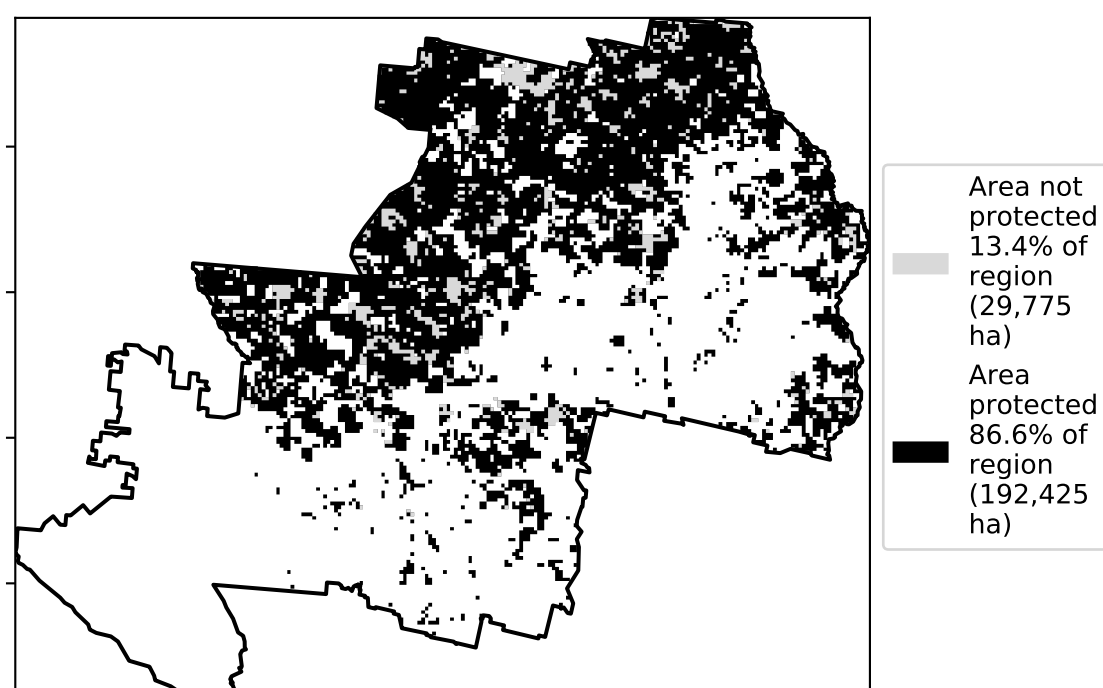 Area not
protected
13.4% of
region
(29,775
ha)
Area
protected
86.6% of
region
(192,425
ha)